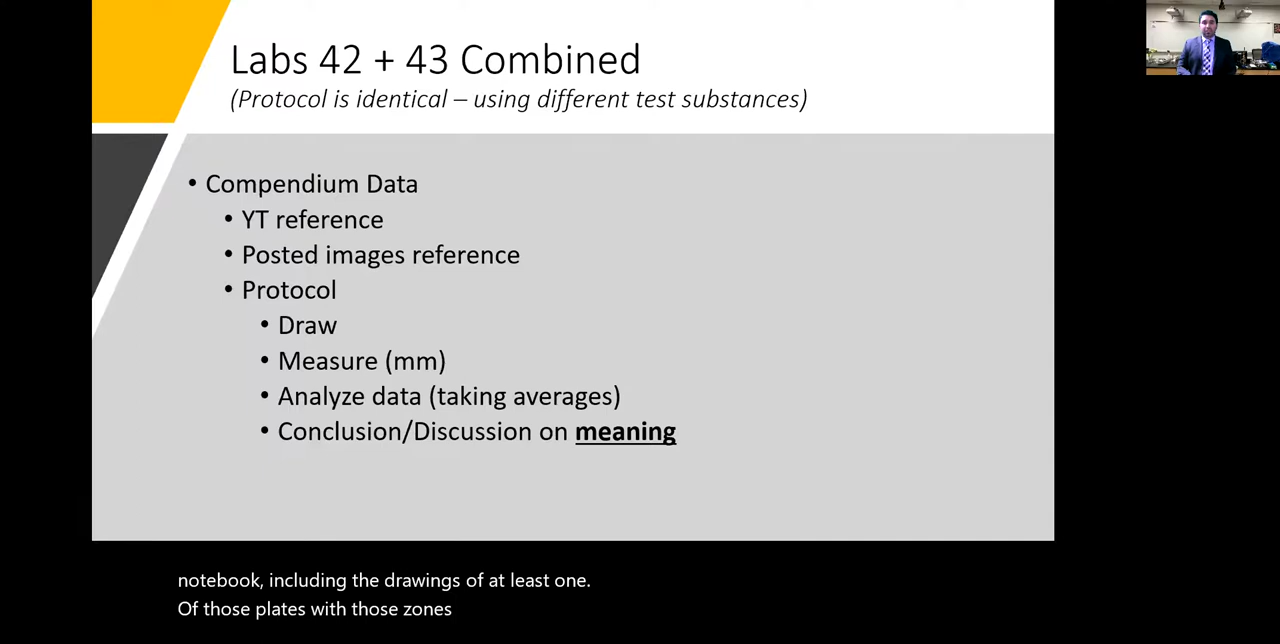 Labs 42 + 43 Combined
(Protocol is identical – using different test substances)
• Compendium Data
• YT reference
• Posted images reference
• Protocol
• Draw
• Measure (mm)
• Analyze data (taking averages)
• Conclusion/Discussion on meaning
notebook, including the drawings of at least one.
Of those plates with those zones